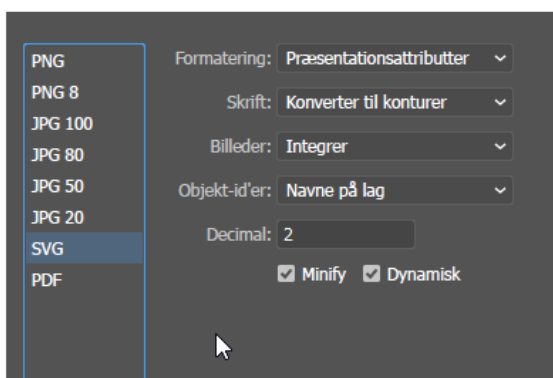 PNG
PNG 8
JPG 100
JPG 80
JPG 50
JPG 20
SVG
PDF
Formatering: Præsentationsattributter
Skrift: Konverter til konturer
Billeder: Integrer
Objekt-id'er: Navne på lag
Decimal: 2
Minify Dynamisk